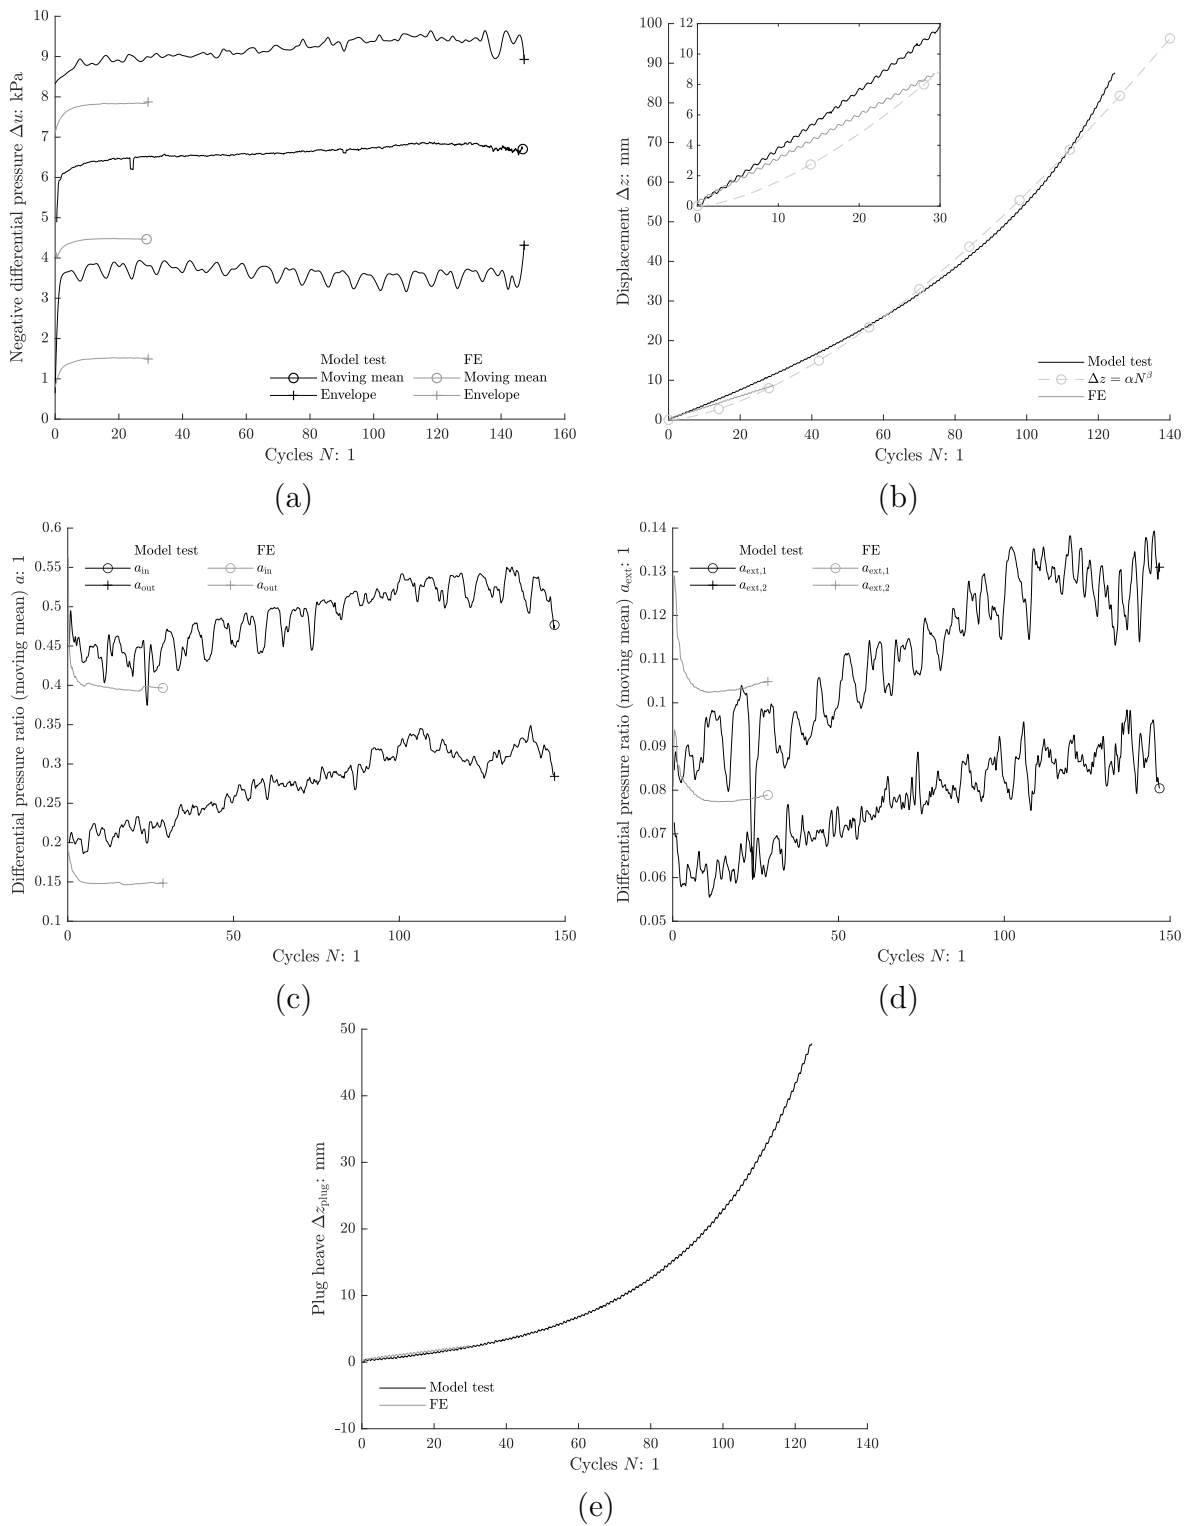 10
9
8
7
6
5
4
3
2
1
0
Negative differential pressure Δu: kPa
Model test FE
Moving mean Moving mean
Envelope Envelope
0 20 40 60 80 100 120 140 160
Cycles N: 1
(a)
100
90
80
70
60
50
40
30
20
10
0
Displacement Δz: mm
12
10
8
6
4
2
0
0 10 20 30
Model test
Δz = αN^β
FE
0 20 40 60 80 100 120 140
Cycles N: 1
(b)
0.6
0.55
0.5
0.45
0.4
0.35
0.3
0.25
0.2
0.15
0.1
Differential pressure ratio (moving mean) a: 1
Model test FE
a_in a_in
a_out a_out
0 50 100 150
Cycles N: 1
(c)
0.14
0.13
0.12
0.11
0.1
0.09
0.08
0.07
0.06
0.05
Differential pressure ratio (moving mean) a_ext: 1
Model test FE
a_ext,1 a_ext,1
a_ext,2 a_ext,2
0 50 100 150
Cycles N: 1
(d)
50
40
30
20
10
0
-10
Plug heave Δz_plug: mm
Model test
FE
0 20 40 60 80 100 120 140
Cycles N: 1
(e)